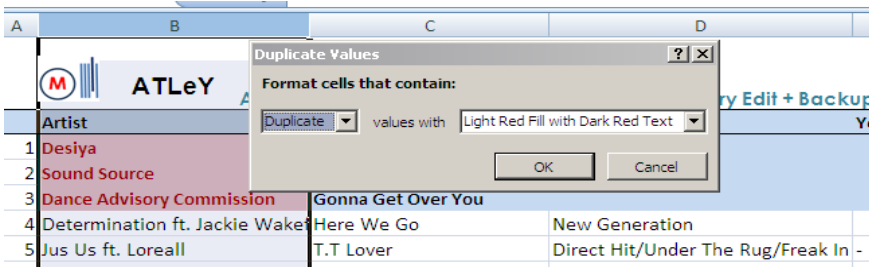 A B C D
Duplicate Values ? X
Format cells that contain:
M ATLeY A ry Edit + Backup
Duplicate values with Light Red Fill with Dark Red Text
Artist Y
OK Cancel
1 Desiya
2 Sound Source
3 Dance Advisory Commission Gonna Get Over You
4 Determination ft. Jackie Wakef Here We Go New Generation
5 Jus Us ft. Loreall T.T Lover Direct Hit/Under The Rug/Freak In -